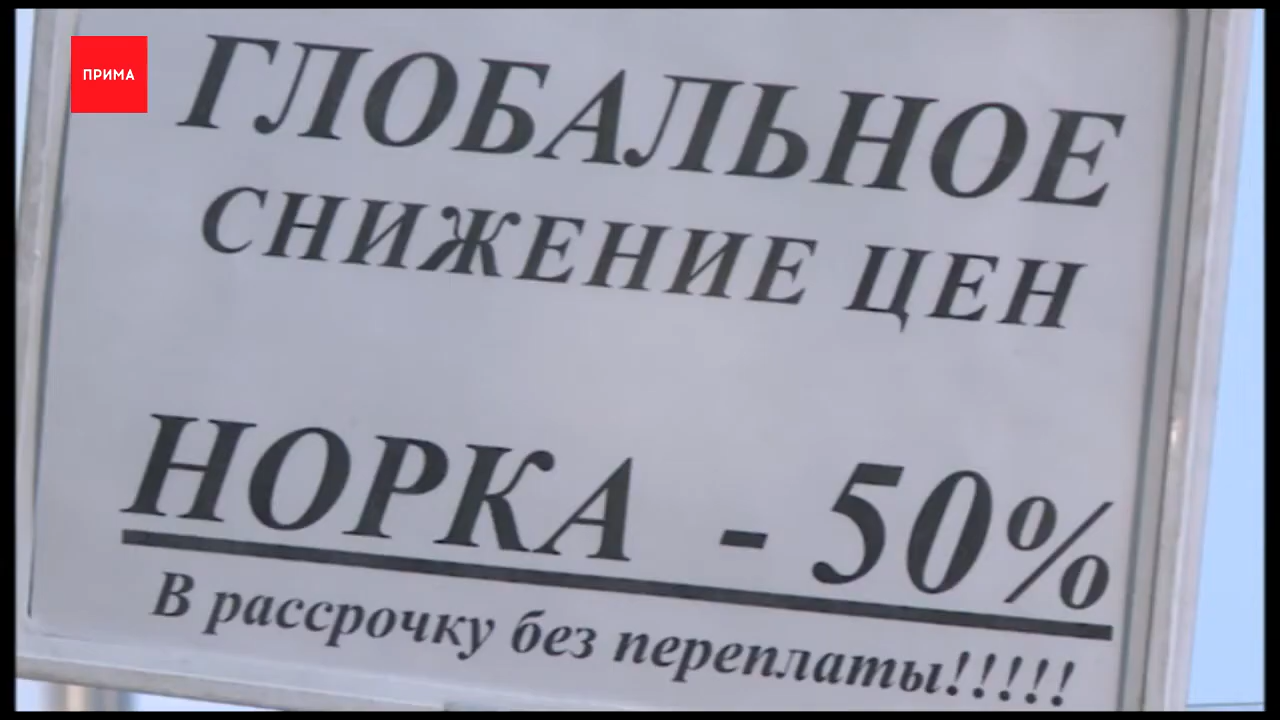 ПРИМА
ГЛОБАЛЬНОЕ
СНИЖЕНИЕ ЦЕН
НОРКА - 50%
В рассрочку без переплаты!!!!!